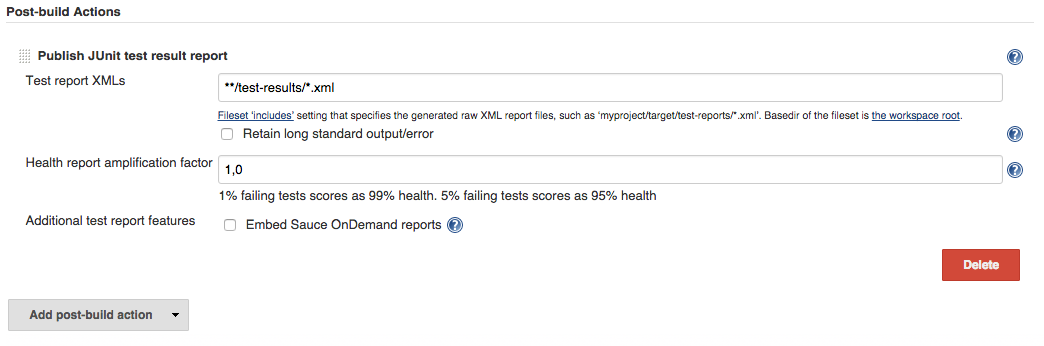 Post-build Actions
Publish JUnit test result report
Test report XMLs
**/test-results/*.xml
Fileset 'includes' setting that specifies the generated raw XML report files, such as 'myproject/target/test-reports/*.xml'. Basedir of the fileset is the workspace root.
Retain long standard output/error
Health report amplification factor
1,0
1% failing tests scores as 99% health. 5% failing tests scores as 95% health
Additional test report features
Embed Sauce OnDemand reports
Delete
Add post-build action